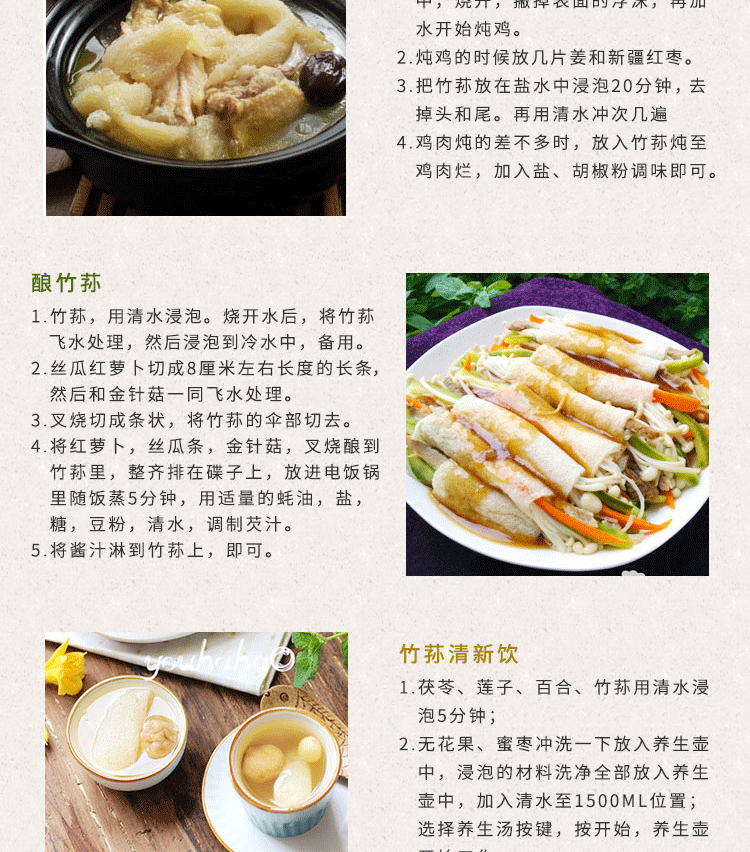 中，烧开，撇掉表面的浮沫，再加
水开始炖鸡。
2.炖鸡的时候放几片姜和新疆红枣。
3.把竹荪放在盐水中浸泡20分钟，去
掉头和尾。再用清水冲次几遍
4.鸡肉炖的差不多时，放入竹荪炖至
鸡肉烂，加入盐、胡椒粉调味即可。
酿竹荪
1.竹荪，用清水浸泡。烧开水后，将竹荪
飞水处理，然后浸泡到冷水中，备用。
2.丝瓜红萝卜切成8厘米左右长度的长条，
然后和金针菇一同飞水处理。
3.叉烧切成条状，将竹荪的伞部切去。
4.将红萝卜，丝瓜条，金针菇，叉烧酿到
竹荪里，整齐排在碟子上，放进电饭锅
里随饭蒸5分钟，用适量的蚝油，盐，
糖，豆粉，清水，调制芡汁。
5.将酱汁淋到竹荪上，即可。
youhaha©
竹荪清新饮
1.茯苓、莲子、百合、竹荪用清水浸
泡5分钟；
2.无花果、蜜枣冲洗一下放入养生壶
中，浸泡的材料洗净全部放入养生
壶中，加入清水至1500ML位置；
选择养生汤按键，按开始，养生壶